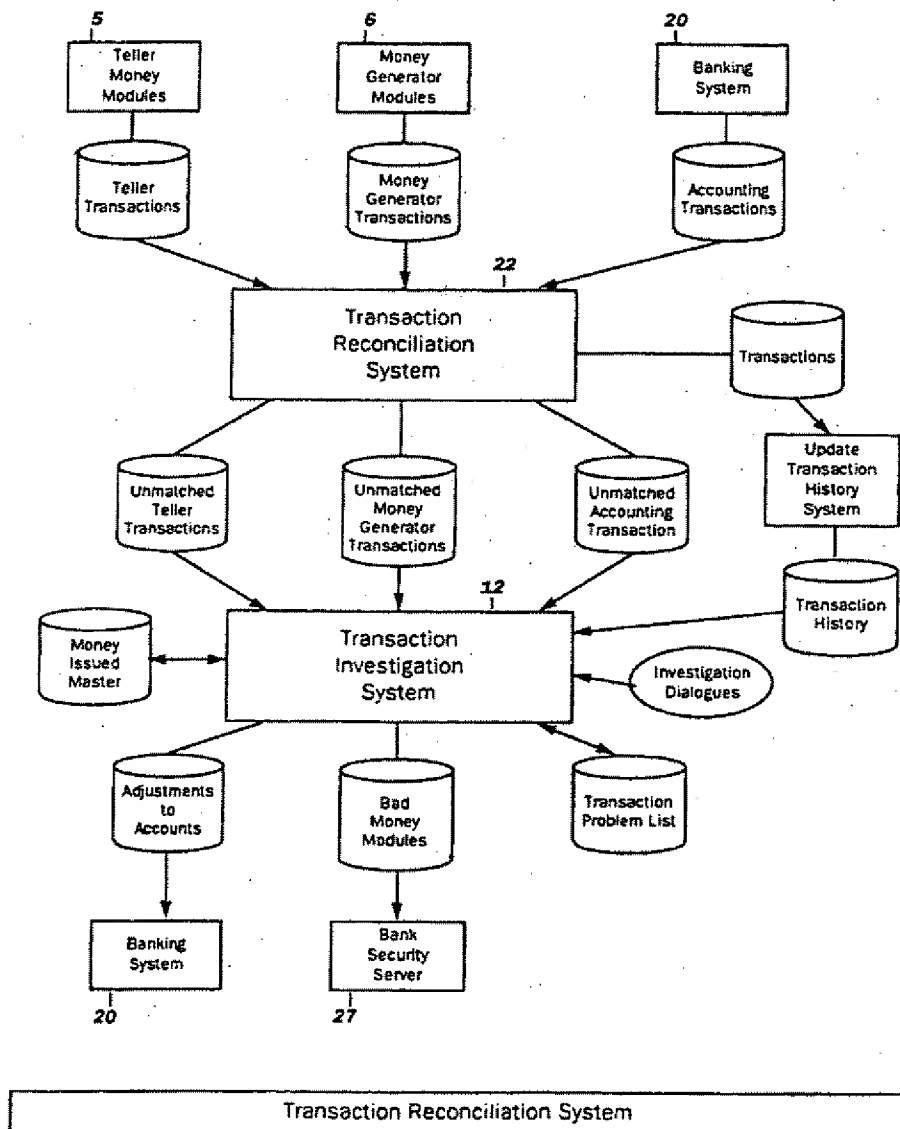 5
6
20
Teller
Money
Modules
Money
Generator
Modules
Banking
System
Teller
Transactions
Money
Generator
Transactions
Accounting
Transactions
22
Transaction
Reconciliation
System
Transactions
Update
Transaction
History
System
Unmatched
Teller
Transactions
Unmatched
Money
Generator
Transactions
Unmatched
Accounting
Transaction
Transaction
History
12
Money
Issued
Master
Transaction
Investigation
System
Investigation
Dialogues
Adjustments
to
Accounts
Bad
Money
Modules
Transaction
Problem List
Banking
System
Bank
Security
Server
20
27
Transaction Reconciliation System